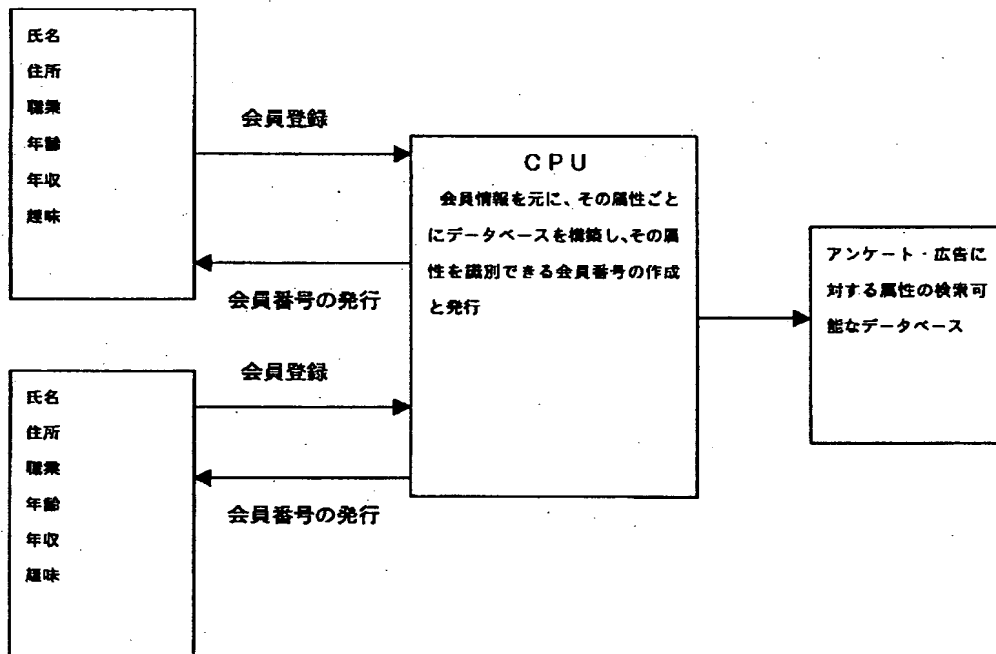 氏名
住所
職業
年齢
年収
趣味
会員登録
会員番号の発行
氏名
住所
職業
年齢
年収
趣味
会員登録
会員番号の発行
CPU
会員情報を元に、その属性ごと
にデータベースを構築し、その属
性を識別できる会員番号の作成
と発行
アンケート・広告に
対する属性の検索可
能なデータベース